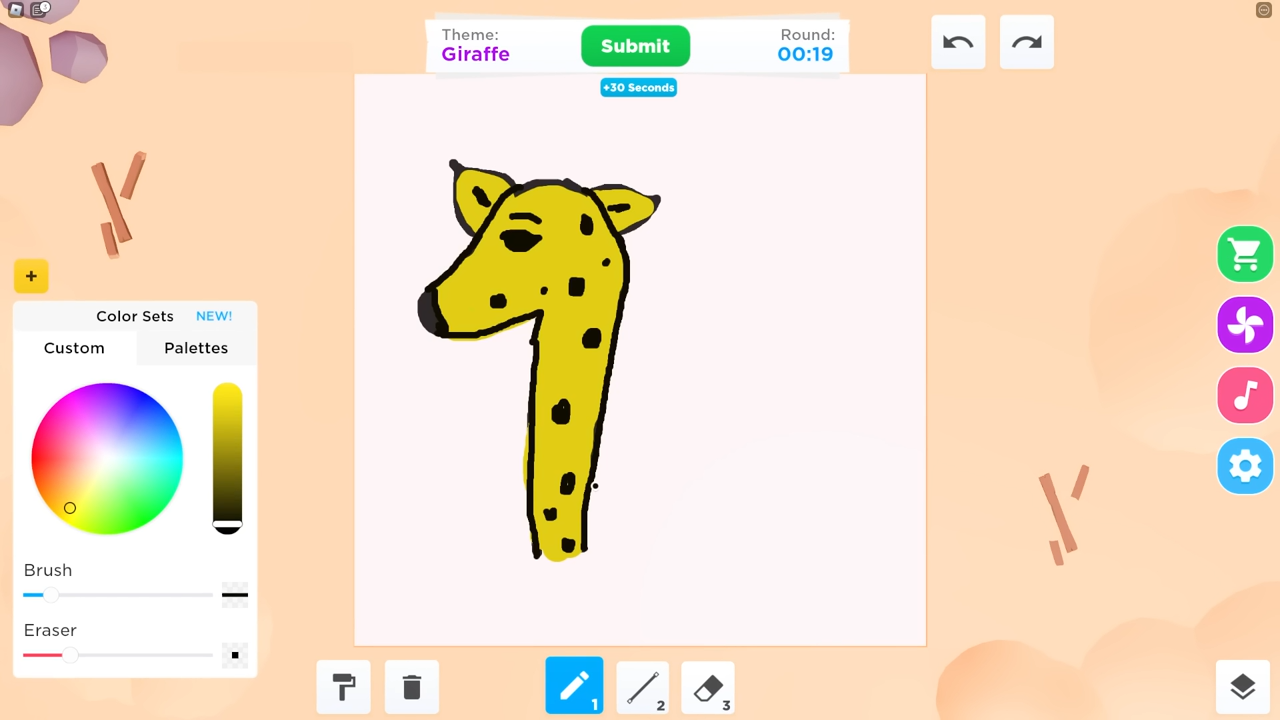 Theme:
Giraffe
Submit
Round:
00:19
+30 Seconds
+
Color Sets NEW!
Custom Palettes
Brush
Eraser
1
2
3